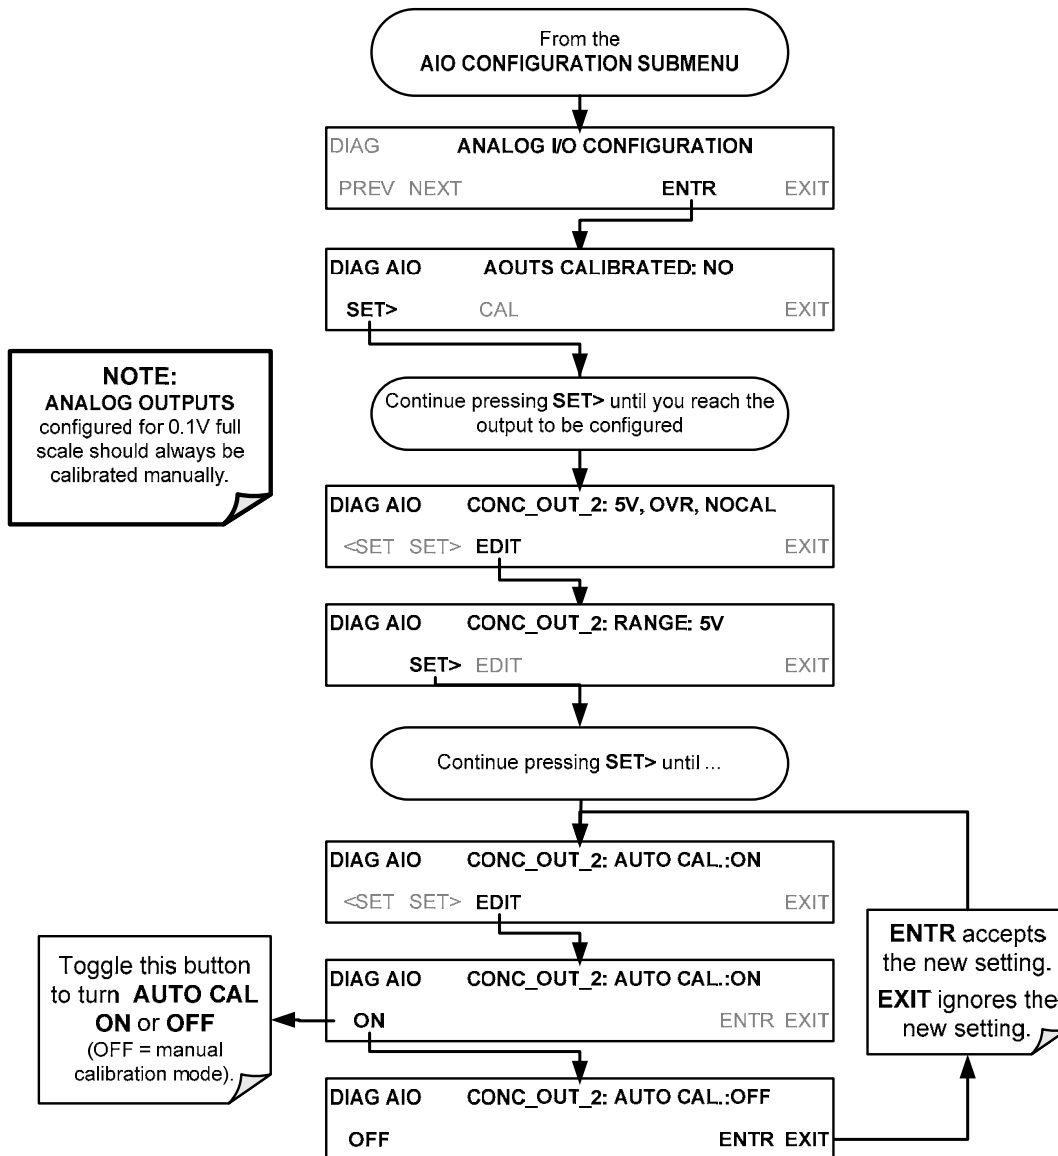 From the
AIO CONFIGURATION SUBMENU
DIAG ANALOG I/O CONFIGURATION
PREV NEXT ENTR EXIT
DIAG AIO AOUTS CALIBRATED: NO
SET> CAL EXIT
NOTE:
ANALOG OUTPUTS
configured for 0.1V full
scale should always be
calibrated manually.
Continue pressing SET> until you reach the
output to be configured
DIAG AIO CONC_OUT_2: 5V, OVR, NOCAL
<SET SET> EDIT EXIT
DIAG AIO CONC_OUT_2: RANGE: 5V
SET> EDIT EXIT
Continue pressing SET> until ...
DIAG AIO CONC_OUT_2: AUTO CAL.:ON
<SET SET> EDIT EXIT
ENTR accepts
the new setting.
EXIT ignores the
new setting.
Toggle this button
to turn AUTO CAL
ON or OFF
(OFF = manual
calibration mode).
DIAG AIO CONC_OUT_2: AUTO CAL.:ON
ON ENTR EXIT
DIAG AIO CONC_OUT_2: AUTO CAL.:OFF
OFF ENTR EXIT